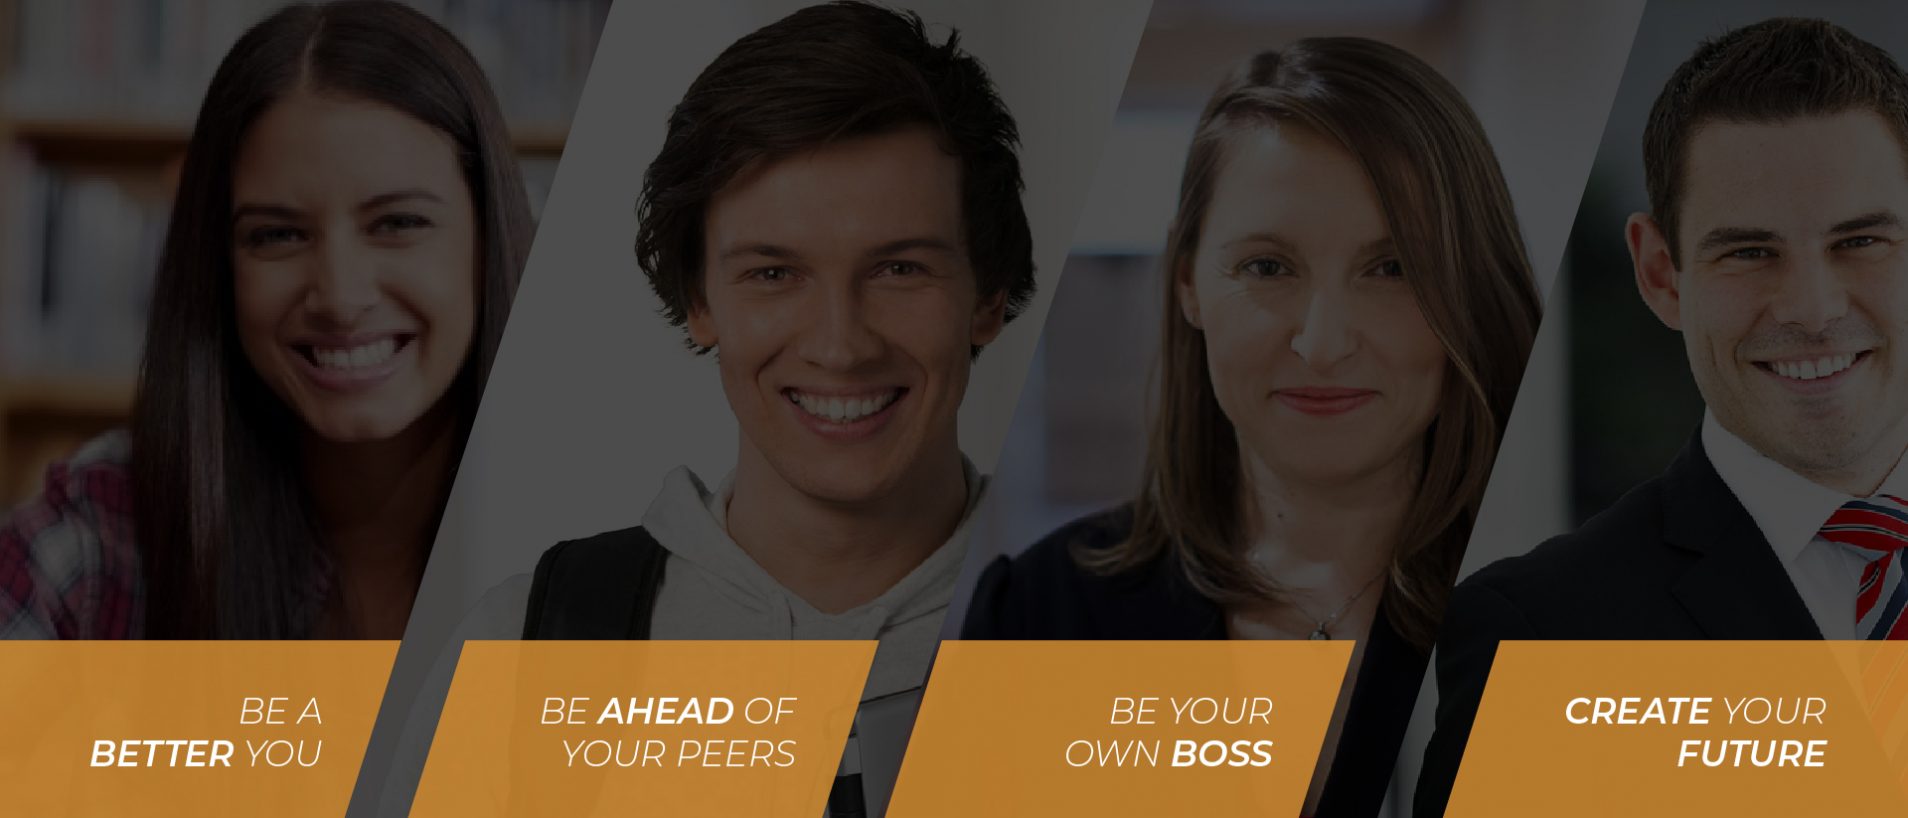 BE A
BETTER YOU
BE AHEAD OF
YOUR PEERS
BE YOUR
OWN BOSS
CREATE YOUR
FUTURE